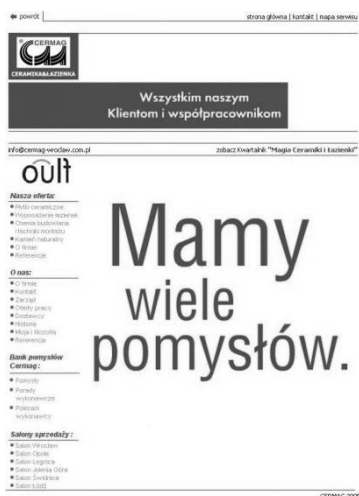 powrót
strona główna | kontakt | mapa serwisu
CERMAG
CERAMIKA&ŁAZIENKA
Wszystkim naszym
Klientom i współpracownikom
info@cermag-wroclaw.com.pl
zobacz Kwartalnik "Magia Ceramiki i Łazienki"
oult
Nasza oferta:
Płytki ceramiczne
Wyposażenie łazienek
Chemia budowlana
i techniki montażu
Kamień naturalny
O firmie
Referencje
O nas:
O firmie
Kontakt
Zarząd
Oferty pracy
Dostawcy
Historia
Misja i filozofia
Referencje
Bank pomysłów
Cermag:
Pomysły
Porady
wykonawcze
Polecani
wykonawcy
Salony sprzedaży:
Salon Wrocław
Salon Opole
Salon Legnica
Salon Jelenia Góra
Salon Świdnica
Salon Łódź
Mamy
wiele
pomysłów.